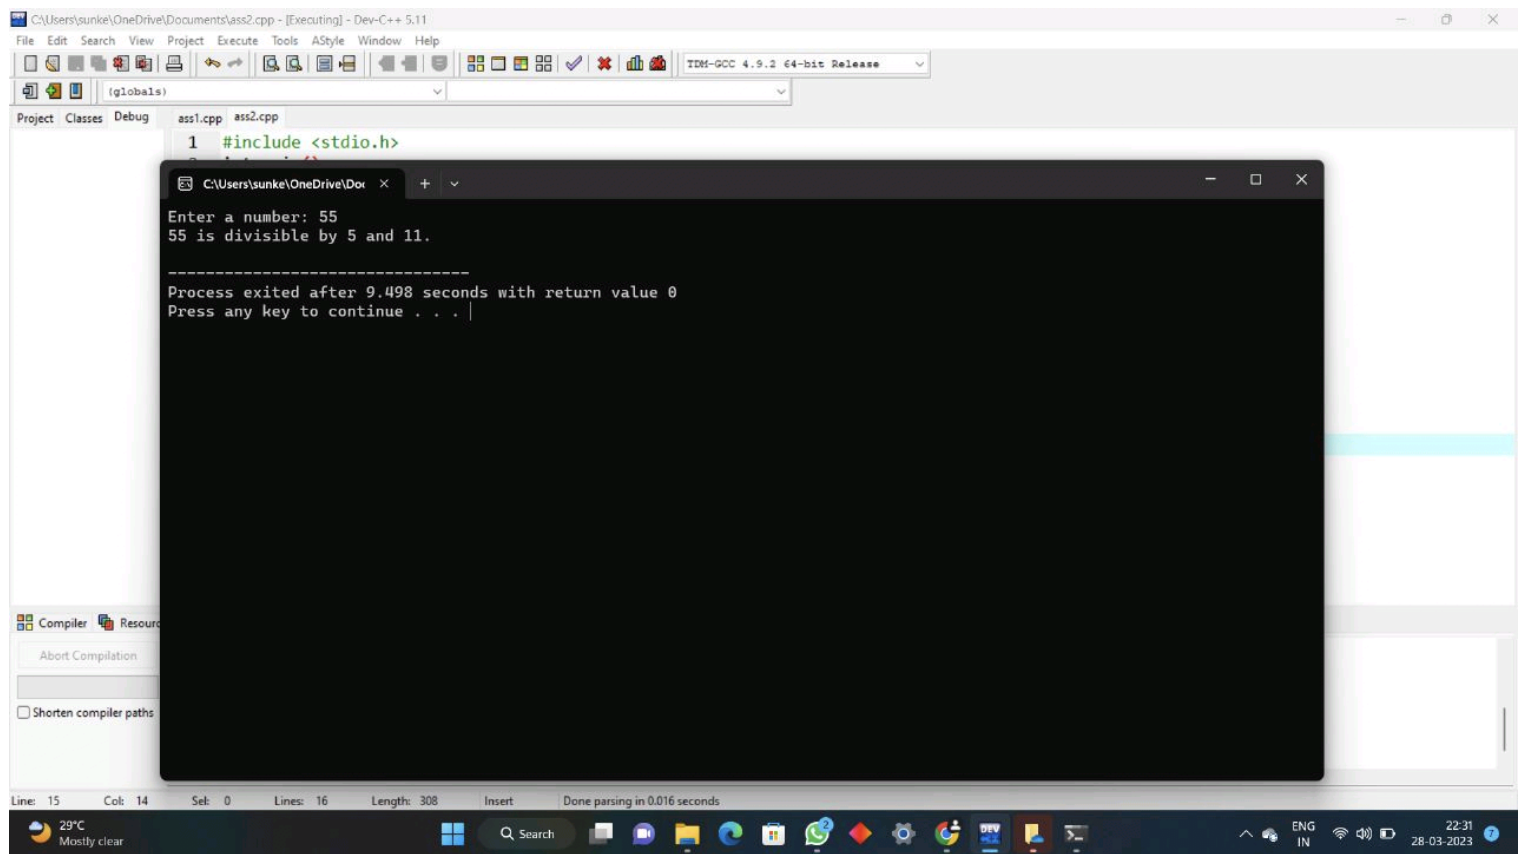 C:\Users\sunke\OneDrive\Documents\ass2.cpp - [Executing] - Dev-C++ 5.11
File Edit Search View Project Execute Tools AStyle Window Help
TDM-GCC 4.9.2 64-bit Release
(globals)
Project Classes Debug ass1.cpp ass2.cpp
1 #include <stdio.h>
C:\Users\sunke\OneDrive\Doc
Enter a number: 55
55 is divisible by 5 and 11.
--------------------------------
Process exited after 9.498 seconds with return value 0
Press any key to continue . . .
Compiler Resourc
Abort Compilation
Shorten compiler paths
Line: 15 Col: 14 Sel: 0 Lines: 16 Length: 308 Insert Done parsing in 0.016 seconds
29°C
Mostly clear
Search
2
DEV
ENG
IN
22:31
28-03-2023
7